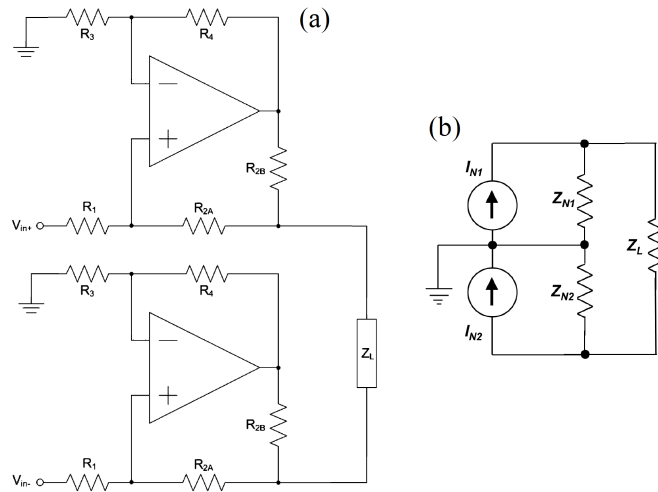 (a)
R3
R4
R2B
Vin+
R1
R2A
R3
R4
ZL
R2B
Vin-
R1
R2A
(b)
IN1
ZN1
ZL
ZN2
IN2